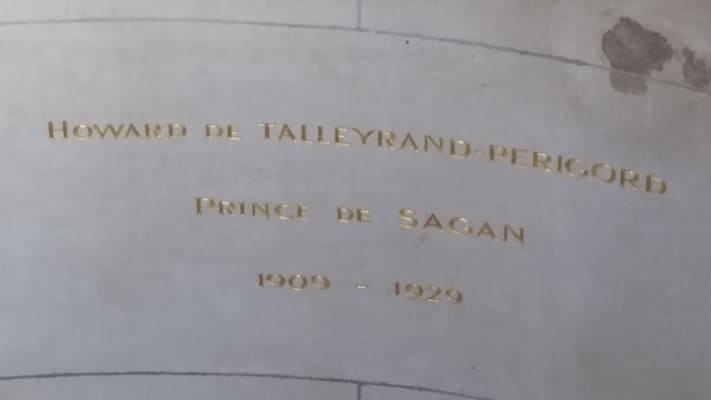 Howard de TALLEYRAND-PERIGORD
Prince de SAGAN
1909 - 1929